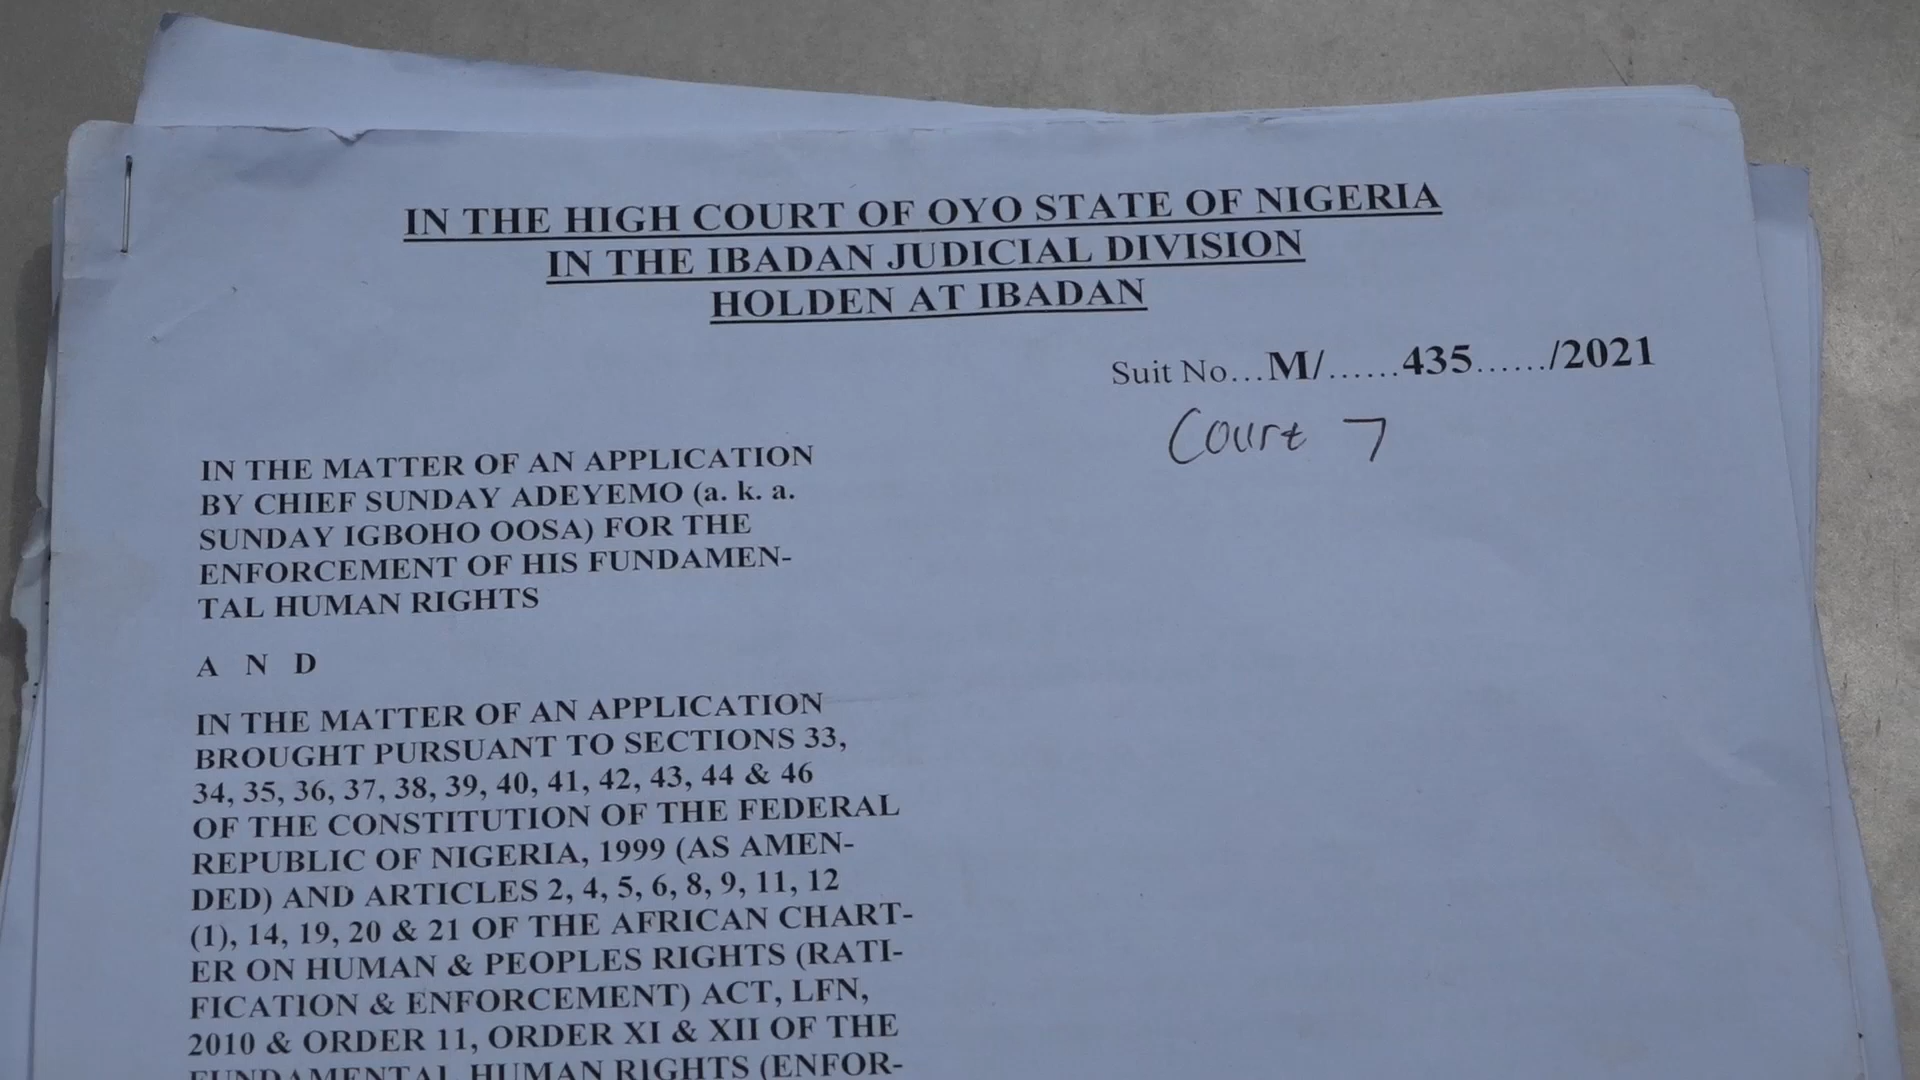 IN THE HIGH COURT OF OYO STATE OF NIGERIA
IN THE IBADAN JUDICIAL DIVISION
HOLDEN AT IBADAN
Suit No...M/......435....../2021
Court 7
IN THE MATTER OF AN APPLICATION
BY CHIEF SUNDAY ADEYEMO (a. k. a.
SUNDAY IGBOHO OOSA) FOR THE
ENFORCEMENT OF HIS FUNDAMEN-
TAL HUMAN RIGHTS
A N D
IN THE MATTER OF AN APPLICATION
BROUGHT PURSUANT TO SECTIONS 33,
34, 35, 36, 37, 38, 39, 40, 41, 42, 43, 44 & 46
OF THE CONSTITUTION OF THE FEDERAL
REPUBLIC OF NIGERIA, 1999 (AS AMEN-
DED) AND ARTICLES 2, 4, 5, 6, 8, 9, 11, 12
(1), 14, 19, 20 & 21 OF THE AFRICAN CHART-
ER ON HUMAN & PEOPLES RIGHTS (RATI-
FICATION & ENFORCEMENT) ACT, LFN,
2010 & ORDER 11, ORDER XI & XII OF THE
FUNDAMENTAL HUMAN RIGHTS (ENFOR-